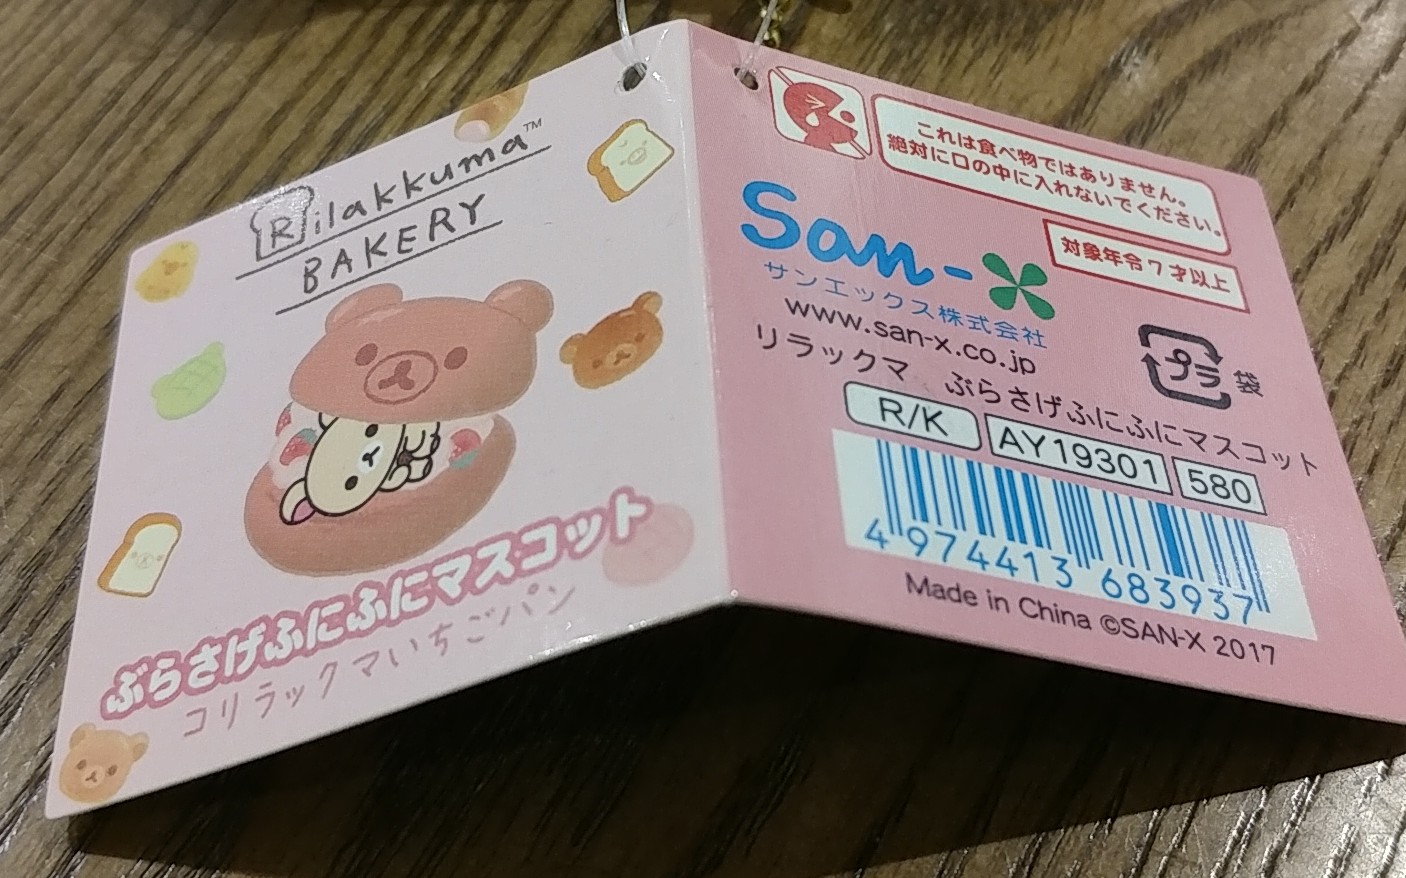 Rilakkuma™
BAKERY
ぶらさげふにふにマスコット
コリラックマいちごパン
これは食べ物ではありません。
絶対に口の中に入れないでください。
対象年令7才以上
San-X
サンエックス株式会社
www.san-x.co.jp
プラ 袋
リラックマ ぶらさげふにふにマスコット
R/K AY19301 580
4 974413 683937
Made in China ©SAN-X 2017